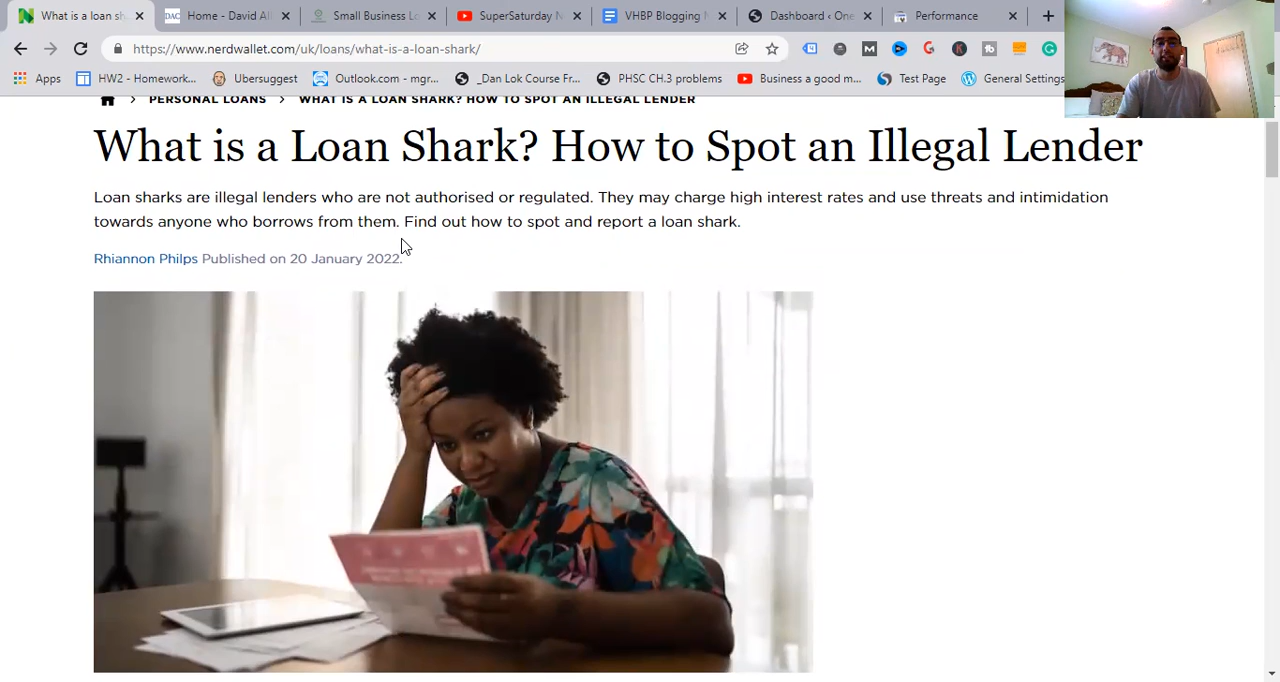 What is a loan sh
Home - David Al
Small Business Lo
SuperSaturday N
VHBP Blogging N
Dashboard ‹ One
Performance
https://www.nerdwallet.com/uk/loans/what-is-a-loan-shark/
Apps
HW2 - Homework...
Ubersuggest
Outlook.com - mgr...
_Dan Lok Course Fr...
PHSC CH.3 problems
Business a good m...
Test Page
General Settings
PERSONAL LOANS > WHAT IS A LOAN SHARK? HOW TO SPOT AN ILLEGAL LENDER
What is a Loan Shark? How to Spot an Illegal Lender
Loan sharks are illegal lenders who are not authorised or regulated. They may charge high interest rates and use threats and intimidation
towards anyone who borrows from them. Find out how to spot and report a loan shark.
Rhiannon Philps Published on 20 January 2022.